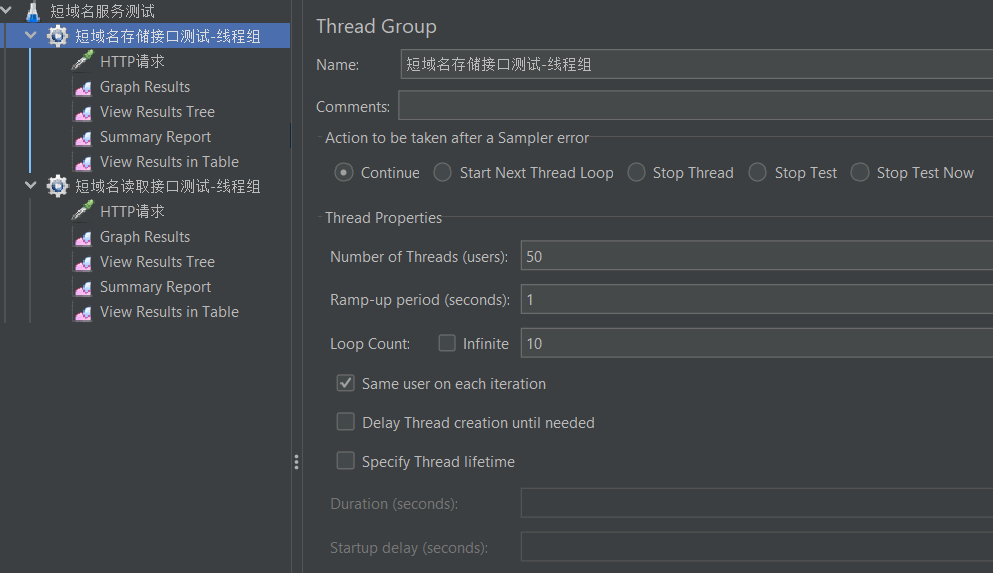 短域名服务测试
短域名存储接口测试-线程组
HTTP请求
Graph Results
View Results Tree
Summary Report
View Results in Table
短域名读取接口测试-线程组
HTTP请求
Graph Results
View Results Tree
Summary Report
View Results in Table
Thread Group
Name: 短域名存储接口测试-线程组
Comments:
Action to be taken after a Sampler error
Continue Start Next Thread Loop Stop Thread Stop Test Stop Test Now
Thread Properties
Number of Threads (users): 50
Ramp-up period (seconds): 1
Loop Count: Infinite 10
Same user on each iteration
Delay Thread creation until needed
Specify Thread lifetime
Duration (seconds):
Startup delay (seconds):